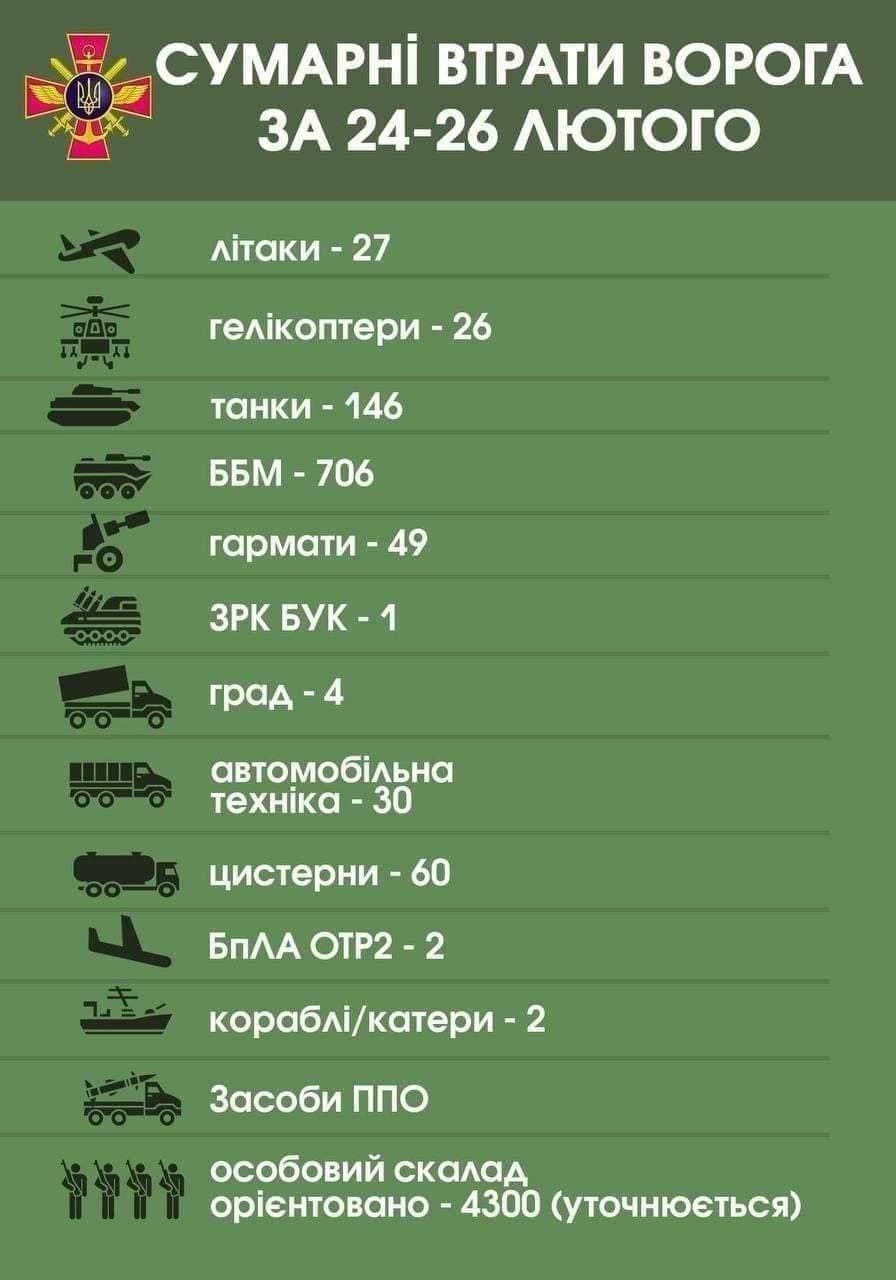 СУМАРНІ ВТРАТИ ВОРОГА
ЗА 24-26 ЛЮТОГО
літаки - 27
гелікоптери - 26
танки - 146
ББМ - 706
гармати - 49
ЗРК БУК - 1
град - 4
автомобільна
техніка - 30
цистерни - 60
БпЛА ОТР2 - 2
кораблі/катери - 2
Засоби ППО
особовий скалад
орієнтовано - 4300 (уточнюється)